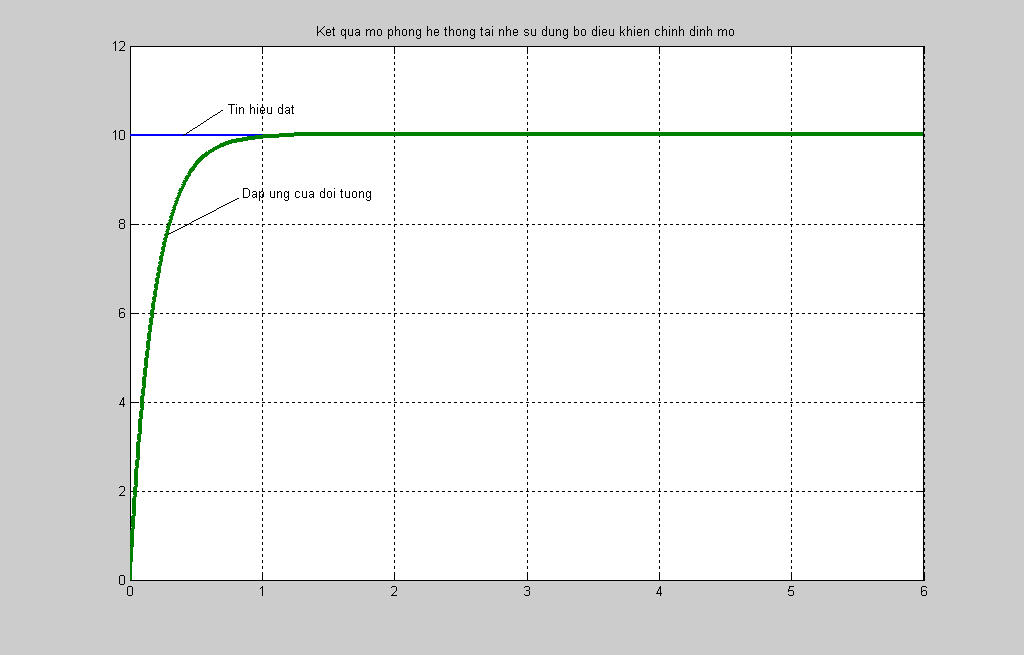 Ket qua mo phong he thong tai nhe su dung bo dieu khien chinh dinh mo
12
Tin hieu dat
10
Dap ung cua doi tuong
8
6
4
2
0
0 1 2 3 4 5 6